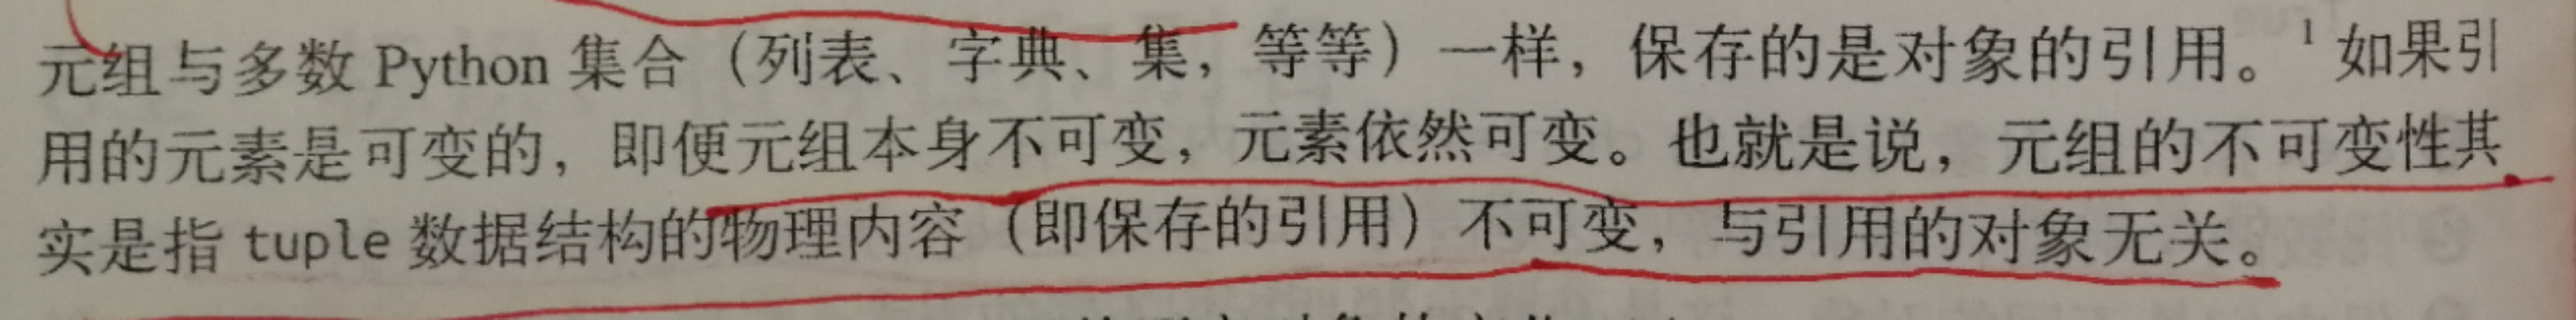 元组与多数 Python 集合（列表、字典、集，等等）一样，保存的是对象的引用。¹ 如果引
用的元素是可变的，即便元组本身不可变，元素依然可变。也就是说，元组的不可变性其
实是指 tuple 数据结构的物理内容（即保存的引用）不可变，与引用的对象无关。